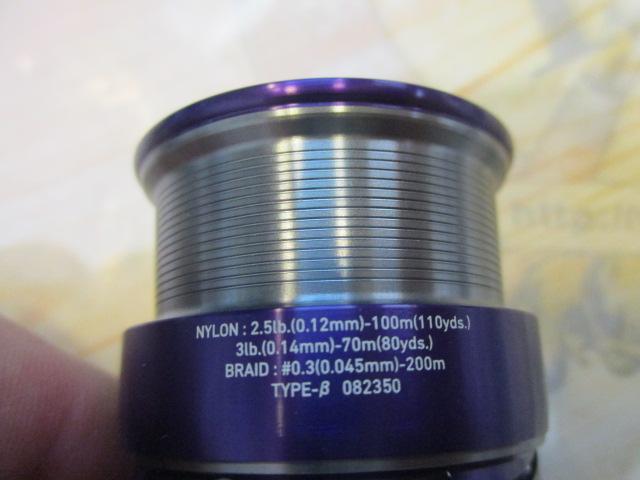 NYLON : 2.5lb.(0.12mm)-100m(110yds.)
3lb.(0.14mm)-70m(80yds.)
BRAID : #0.3(0.045mm)-200m
TYPE-β 082350
http:/